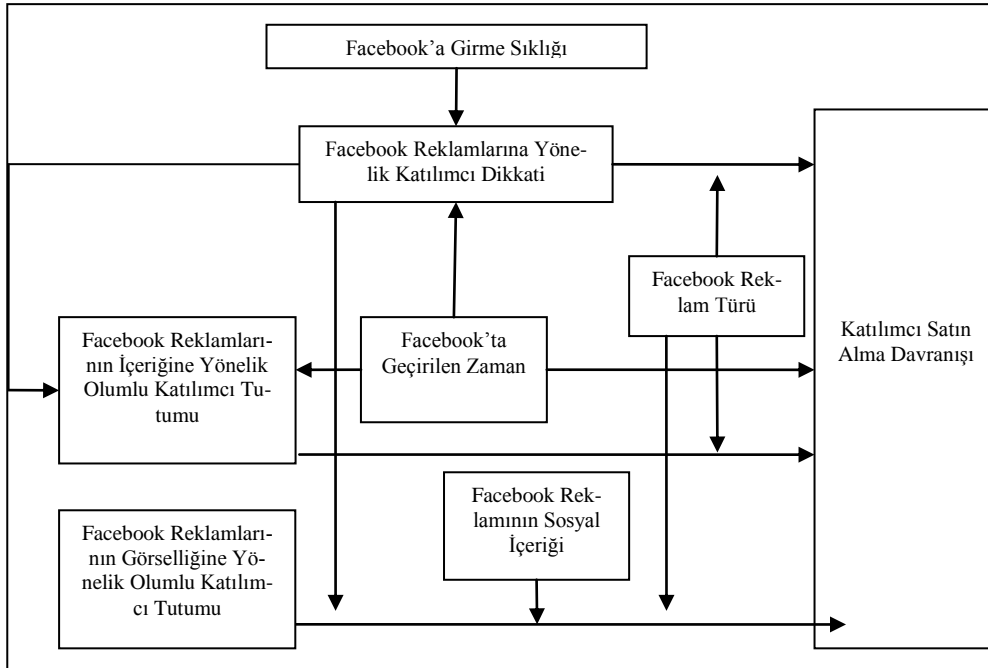 Facebook’a Girme Sıklığı
Facebook Reklamlarına Yöne-
lik Katılımcı Dikkati
Facebook Rek-
lam Türü
Katılımcı Satın
Alma Davranışı
Facebook Reklamları-
nın İçeriğine Yönelik
Olumlu Katılımcı Tu-
tumu
Facebook’ta
Geçirilen Zaman
Facebook Rek-
lamının Sosyal
İçeriği
Facebook Reklamları-
nın Görselliğine Yö-
nelik Olumlu Katılım-
cı Tutumu